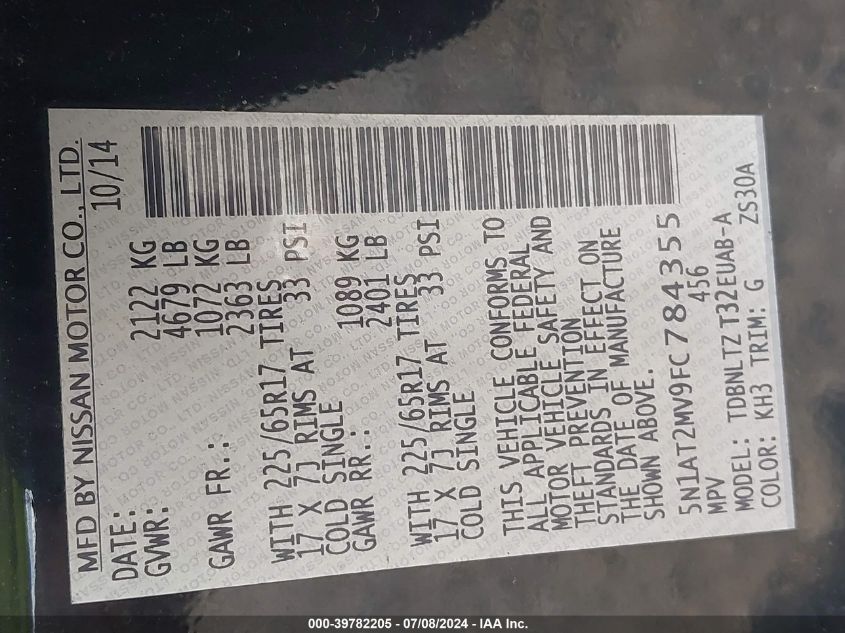 MFD BY NISSAN MOTOR CO., LTD.
DATE: 10/14
GVWR: 2122 KG
4679 LB
GAWR FR.: 1072 KG
2363 LB
WITH 225/65R17 TIRES
17 X 7J RIMS AT 33 PSI
COLD SINGLE
GAWR RR.: 1089 KG
2401 LB
WITH 225/65R17 TIRES
17 X 7J RIMS AT 33 PSI
COLD SINGLE
THIS VEHICLE CONFORMS TO
ALL APPLICABLE FEDERAL
MOTOR VEHICLE SAFETY AND
THEFT PREVENTION
STANDARDS IN EFFECT ON
THE DATE OF MANUFACTURE
SHOWN ABOVE.
5N1AT2MV9FC784355
MPV 456
MODEL: TDBNLTZ T32EUAB-A
COLOR: KH3 TRIM: G ZS30A
000-39782205 - 07/08/2024 - IAA Inc.